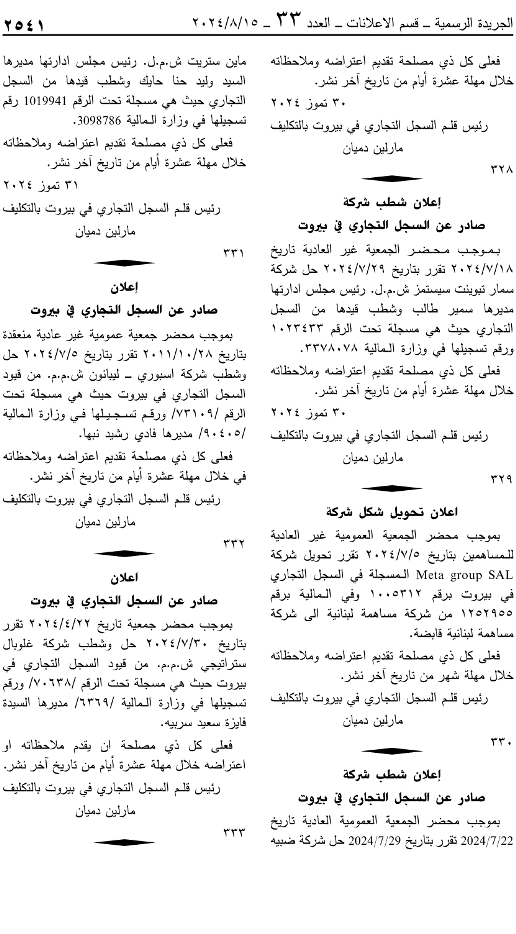 الجريدة الرسمية ــ قسم الاعلانات ــ العدد ٣٣ ــ ٢٠٢٤/٨/١٥
٢٥٤١
فعلى كل ذي مصلحة تقديم اعتراضه وملاحظاته
خلال مهلة عشرة أيام من تاريخ آخر نشر.
٣٠ تموز ٢٠٢٤
رئيس قلم السجل التجاري في بيروت بالتكليف
مارلين دميان
٣٢٨
إعلان شطب شركة
صادر عن السجل التجاري في بيروت
بموجب محضر الجمعية غير العادية تاريخ
٢٠٢٤/٧/١٨ تقرر بتاريخ ٢٠٢٤/٧/٢٩ حل شركة
سمار تيوينت سيستمز ش.م.ل. رئيس مجلس ادارتها
مديرها سمير طالب وشطب قيدها من السجل
التجاري حيث هي مسجلة تحت الرقم ١٠٢٣٤٣٣
ورقم تسجيلها في وزارة المالية ٣٣٧٨٠٧٨.
فعلى كل ذي مصلحة تقديم اعتراضه وملاحظاته
خلال مهلة عشرة أيام من تاريخ آخر نشر.
٣٠ تموز ٢٠٢٤
رئيس قلم السجل التجاري في بيروت بالتكليف
مارلين دميان
٣٢٩
اعلان تحويل شكل شركة
بموجب محضر الجمعية العمومية غير العادية
للمساهمين بتاريخ ٢٠٢٤/٧/٥ تقرر تحويل شركة
Meta group SAL المسجلة في السجل التجاري
في بيروت برقم ١٠٠٥٣١٢ وفي المالية برقم
١٢٥٢٩٥٥ من شركة مساهمة لبنانية الى شركة
مساهمة لبنانية قابضة.
فعلى كل ذي مصلحة تقديم اعتراضه وملاحظاته
خلال مهلة شهر من تاريخ آخر نشر.
رئيس قلم السجل التجاري في بيروت بالتكليف
مارلين دميان
٣٣٠
إعلان شطب شركة
صادر عن السجل التجاري في بيروت
بموجب محضر الجمعية العمومية العادية تاريخ
2024/7/22 تقرر بتاريخ 2024/7/29 حل شركة ضبيه
ماين ستريت ش.م.ل. رئيس مجلس ادارتها مديرها
السيد وليد حنا حايك وشطب قيدها من السجل
التجاري حيث هي مسجلة تحت الرقم 1019941 رقم
تسجيلها في وزارة المالية 3098786.
فعلى كل ذي مصلحة تقديم اعتراضه وملاحظاته
خلال مهلة عشرة أيام من تاريخ آخر نشر.
٣١ تموز ٢٠٢٤
رئيس قلم السجل التجاري في بيروت بالتكليف
مارلين دميان
٣٣١
إعلان
صادر عن السجل التجاري في بيروت
بموجب محضر جمعية عمومية غير عادية منعقدة
بتاريخ ٢٠١١/١٠/٢٨ تقرر بتاريخ ٢٠٢٤/٧/٥ حل
وشطب شركة اسبوري ــ ليبانون ش.م.م. من قيود
السجل التجاري في بيروت حيث هي مسجلة تحت
الرقم /٧٣١٠٩/ ورقم تسجيلها في وزارة المالية
/٩٠٤٠٥/ مديرها فادي رشيد نبها.
فعلى كل ذي مصلحة تقديم اعتراضه وملاحظاته
في خلال مهلة عشرة أيام من تاريخ آخر نشر.
رئيس قلم السجل التجاري في بيروت بالتكليف
مارلين دميان
٣٣٢
اعلان
صادر عن السجل التجاري في بيروت
بموجب محضر جمعية تاريخ ٢٠٢٤/٤/٢٢ تقرر
بتاريخ ٢٠٢٤/٧/٣٠ حل وشطب شركة غلوبال
ستراتيجي ش.م.م. من قيود السجل التجاري في
بيروت حيث هي مسجلة تحت الرقم /٧٠٦٣٨/ ورقم
تسجيلها في وزارة المالية /٦٣٦٩/ مديرها السيدة
فايزة سعيد سربيه.
فعلى كل ذي مصلحة ان يقدم ملاحظاته او
اعتراضه خلال مهلة عشرة أيام من تاريخ آخر نشر.
رئيس قلم السجل التجاري في بيروت بالتكليف
مارلين دميان
٣٣٣